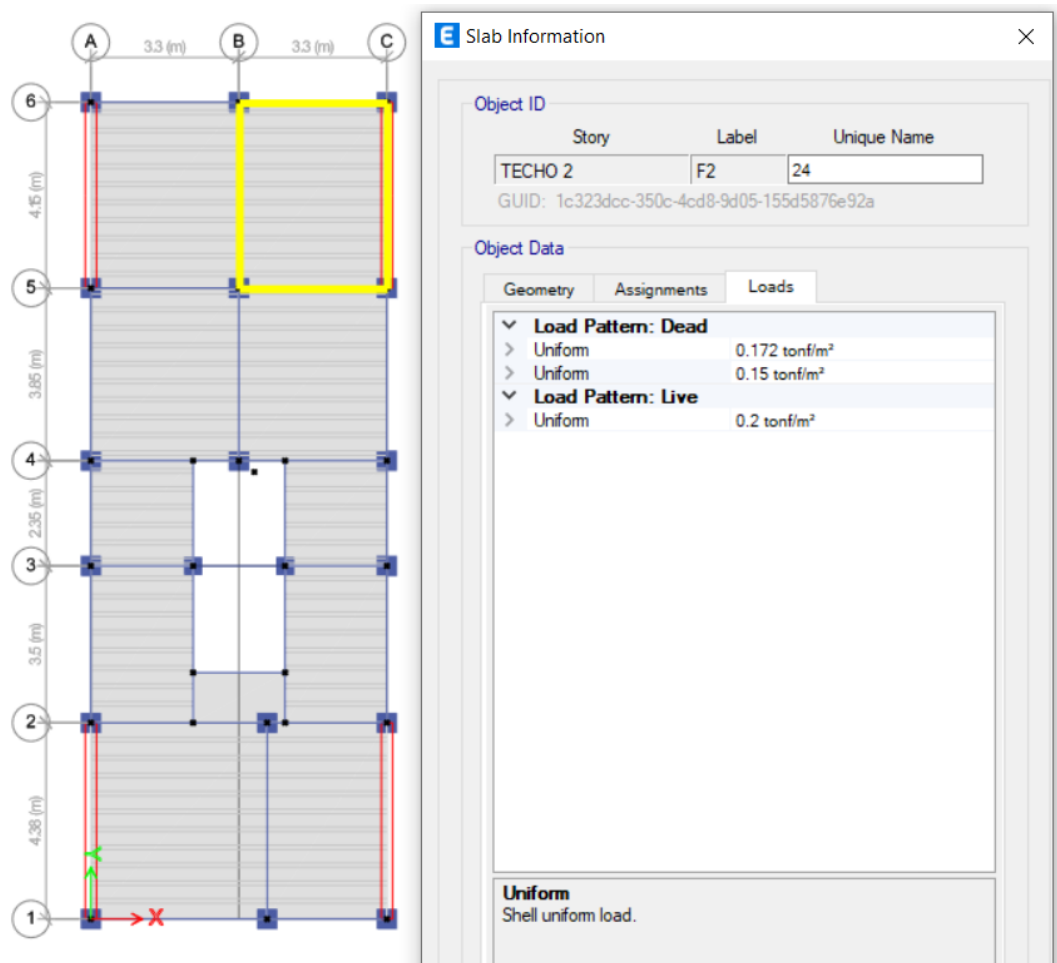 A 3.3 (m) B 3.3 (m) C
6
4.15 (m)
5
3.85 (m)
4
2.35 (m)
3
3.5 (m)
2
4.38 (m)
Y
1 X
E Slab Information
Object ID
Story Label Unique Name
TECHO 2 F2 24
GUID: 1c323dcc-350c-4cd8-9d05-155d5876e92a
Object Data
Geometry Assignments Loads
Load Pattern: Dead
Uniform 0.172 tonf/m²
Uniform 0.15 tonf/m²
Load Pattern: Live
Uniform 0.2 tonf/m²
Uniform
Shell uniform load.